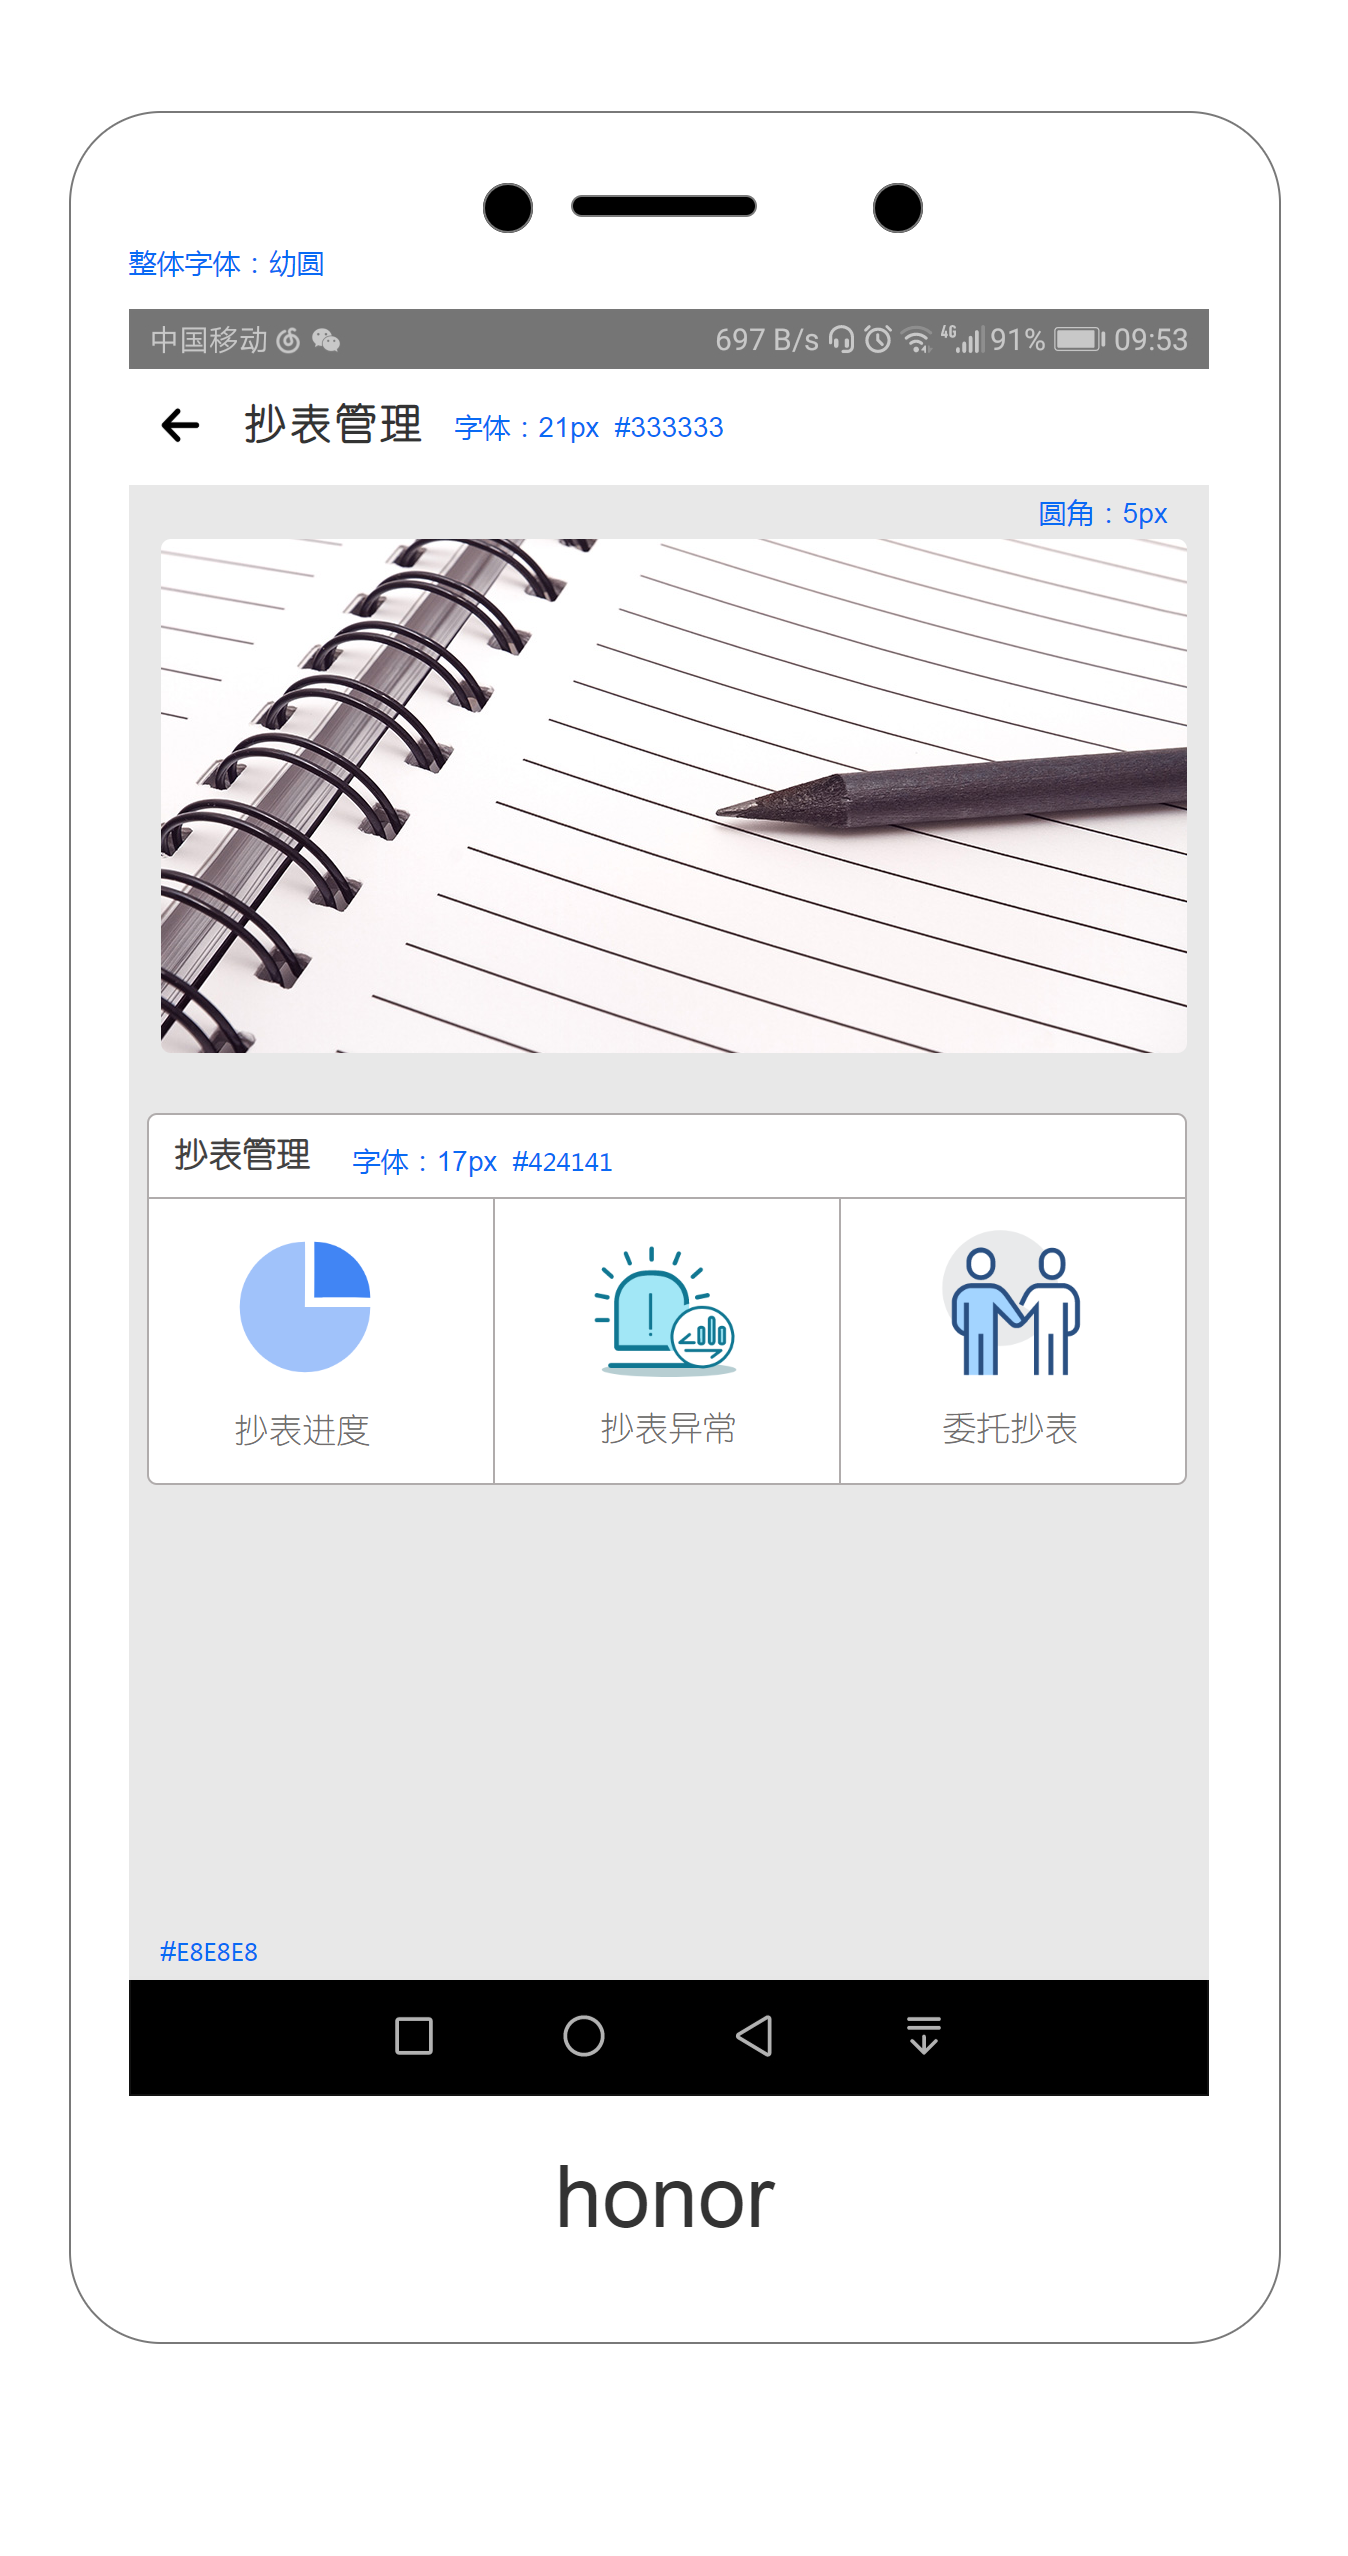 整体字体：幼圆
中国移动 697 B/s 4G 91% 09:53
抄表管理 字体：21px #333333
圆角：5px
抄表管理 字体：17px #424141
抄表进度 抄表异常 委托抄表
#E8E8E8
honor